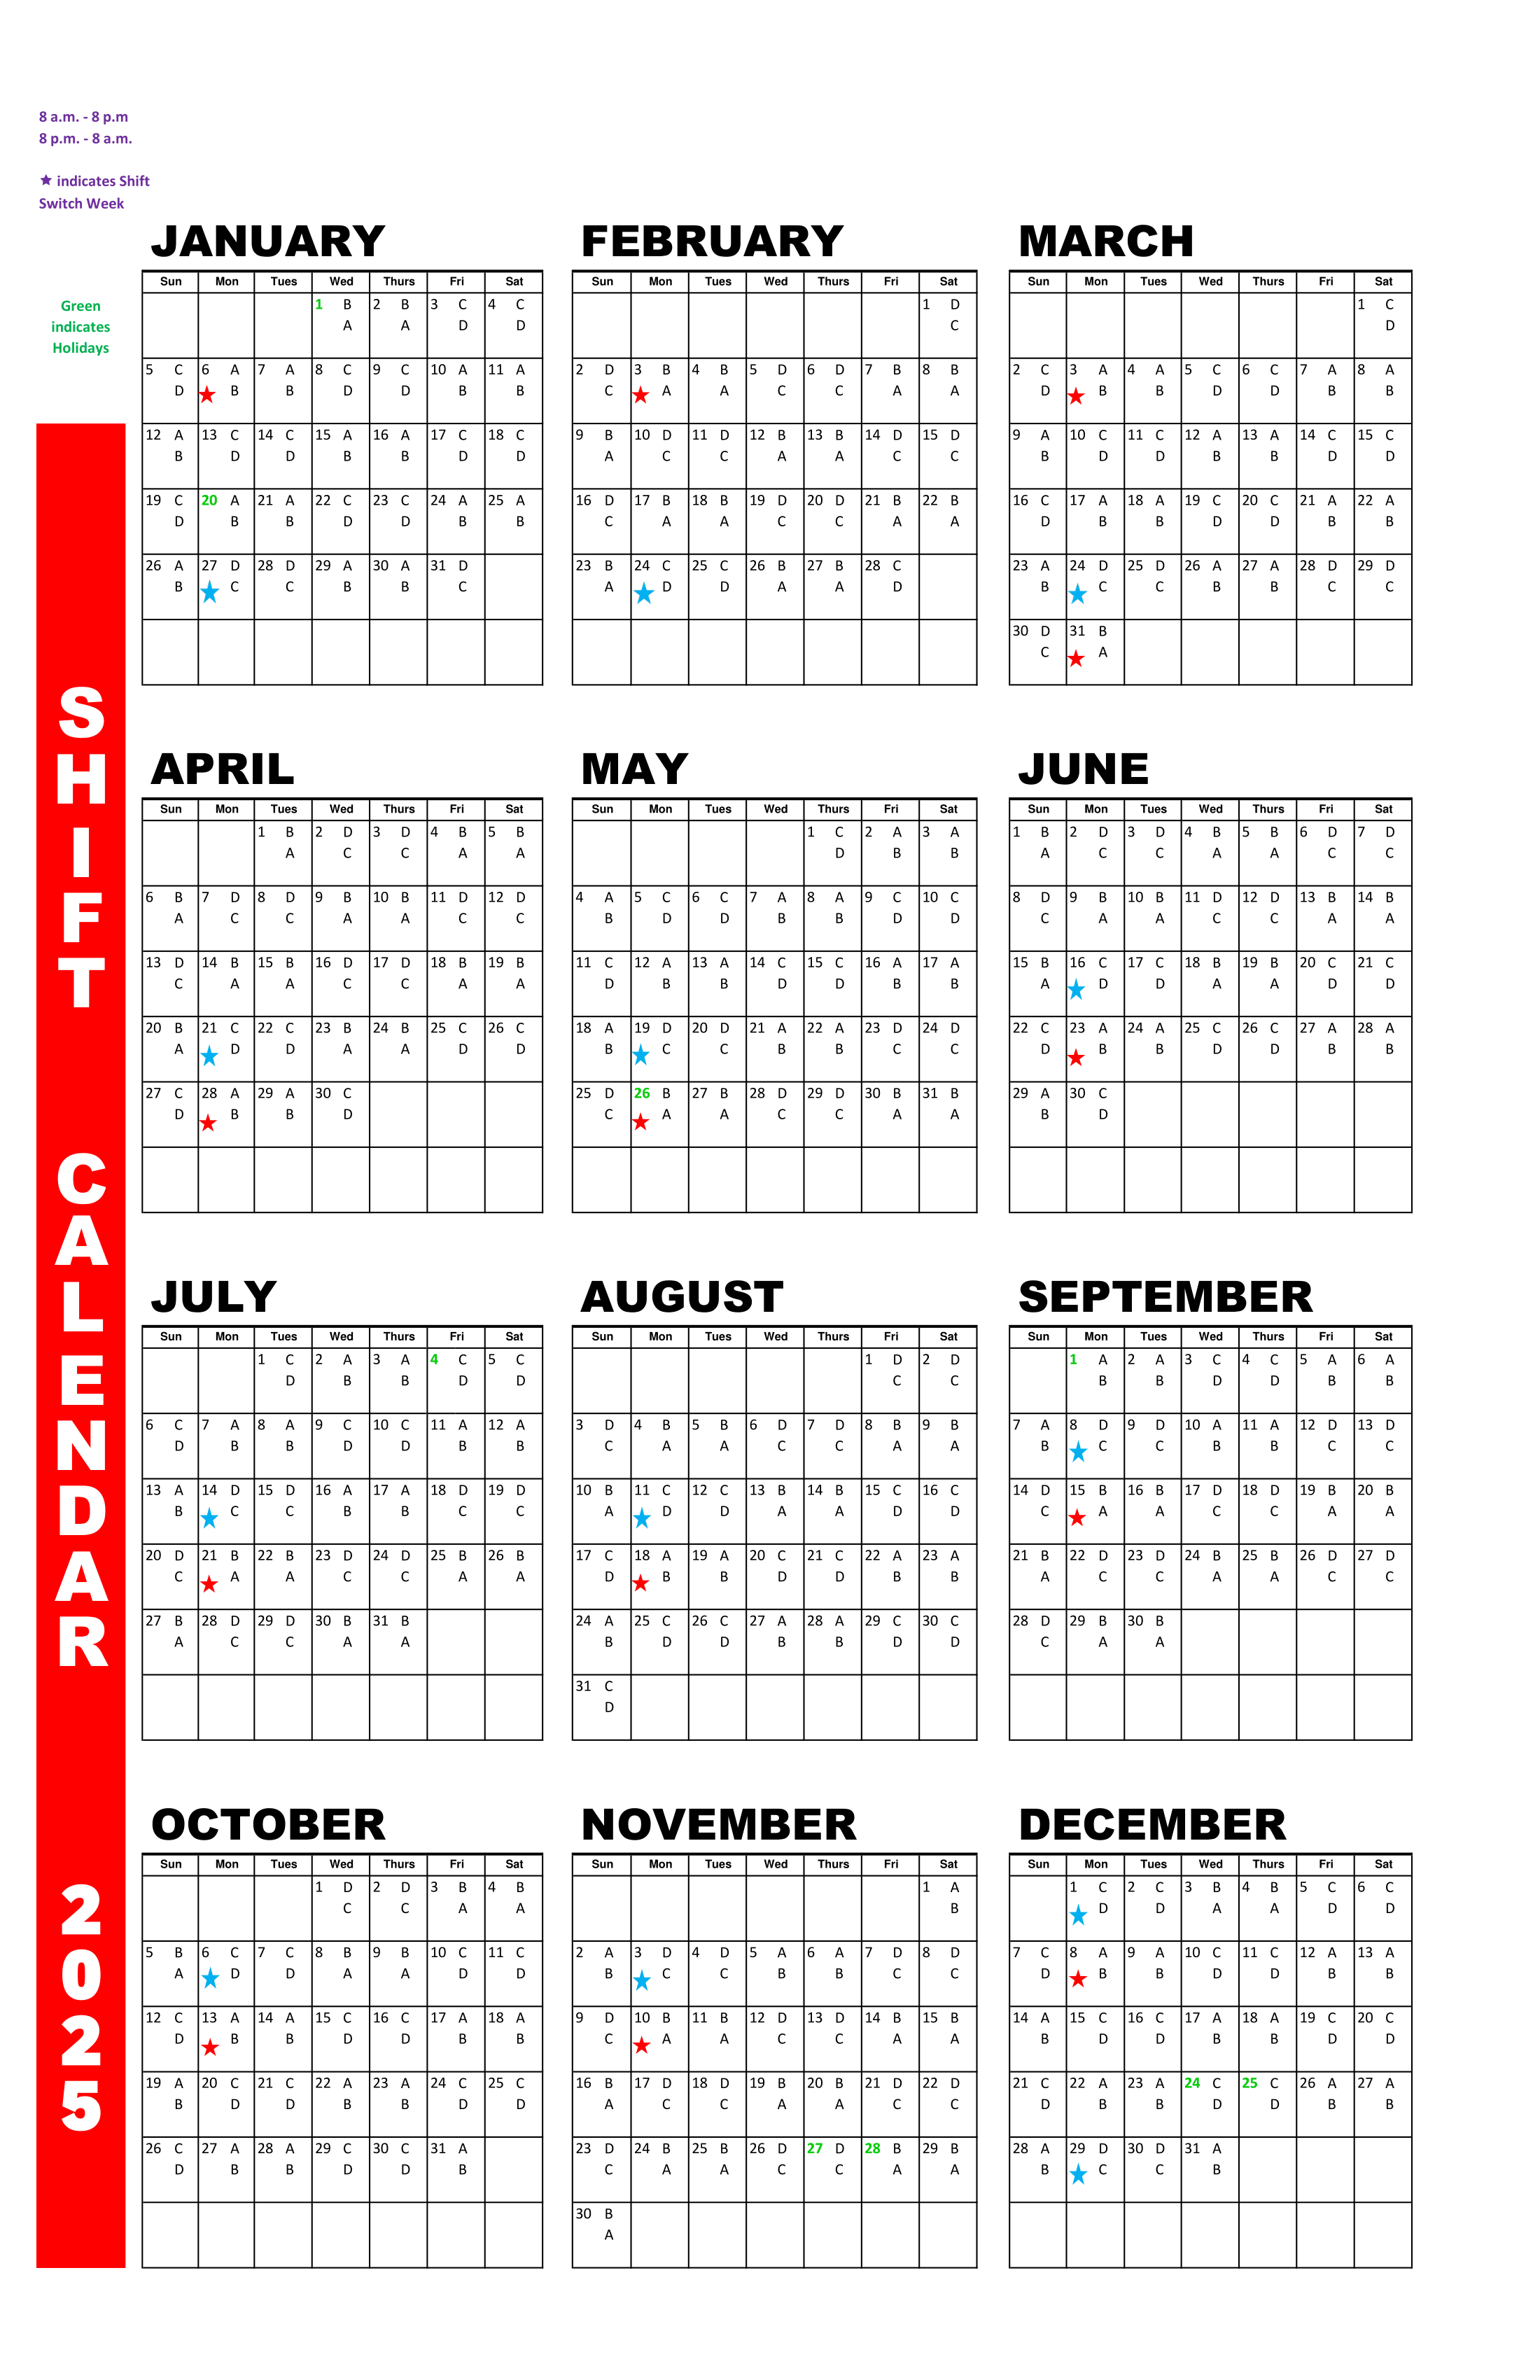 8 a.m. - 8 p.m
8 p.m. - 8 a.m.
★ indicates Shift
Switch Week
Green
indicates
Holidays
SHIFT CALENDAR 2025
JANUARY
Sun Mon Tues Wed Thurs Fri Sat
1 B 2 B 3 C 4 C
A A D D
5 C 6 A 7 A 8 C 9 C 10 A 11 A
D B B D D B B
12 A 13 C 14 C 15 A 16 A 17 C 18 C
B D D B B D D
19 C 20 A 21 A 22 C 23 C 24 A 25 A
D B B D D B B
26 A 27 D 28 D 29 A 30 A 31 D
B C C B B C
FEBRUARY
Sun Mon Tues Wed Thurs Fri Sat
1 D
C
2 D 3 B 4 B 5 D 6 D 7 B 8 B
C A A C C A A
9 B 10 D 11 D 12 B 13 B 14 D 15 D
A C C A A C C
16 D 17 B 18 B 19 D 20 D 21 B 22 B
C A A C C A A
23 B 24 C 25 C 26 B 27 B 28 C
A D D A A D
MARCH
Sun Mon Tues Wed Thurs Fri Sat
1 C
D
2 C 3 A 4 A 5 C 6 C 7 A 8 A
D B B D D B B
9 A 10 C 11 C 12 A 13 A 14 C 15 C
B D D B B D D
16 C 17 A 18 A 19 C 20 C 21 A 22 A
D B B D D B B
23 A 24 D 25 D 26 A 27 A 28 D 29 D
B C C B B C C
30 D 31 B
C A
APRIL
Sun Mon Tues Wed Thurs Fri Sat
1 B 2 D 3 D 4 B 5 B
A C C A A
6 B 7 D 8 D 9 B 10 B 11 D 12 D
A C C A A C C
13 D 14 B 15 B 16 D 17 D 18 B 19 B
C A A C C A A
20 B 21 C 22 C 23 B 24 B 25 C 26 C
A D D A A D D
27 C 28 A 29 A 30 C
D B B D
MAY
Sun Mon Tues Wed Thurs Fri Sat
1 C 2 A 3 A
D B B
4 A 5 C 6 C 7 A 8 A 9 C 10 C
B D D B B D D
11 C 12 A 13 A 14 C 15 C 16 A 17 A
D B B D D B B
18 A 19 D 20 D 21 A 22 A 23 D 24 D
B C C B B C C
25 D 26 B 27 B 28 D 29 D 30 B 31 B
C A A C C A A
JUNE
Sun Mon Tues Wed Thurs Fri Sat
1 B 2 D 3 D 4 B 5 B 6 D 7 D
A C C A A C C
8 D 9 B 10 B 11 D 12 D 13 B 14 B
C A A C C A A
15 B 16 C 17 C 18 B 19 B 20 C 21 C
A D D A A D D
22 C 23 A 24 A 25 C 26 C 27 A 28 A
D B B D D B B
29 A 30 C
B D
JULY
Sun Mon Tues Wed Thurs Fri Sat
1 C 2 A 3 A 4 C 5 C
D B B D D
6 C 7 A 8 A 9 C 10 C 11 A 12 A
D B B D D B B
13 A 14 D 15 D 16 A 17 A 18 D 19 D
B C C B B C C
20 D 21 B 22 B 23 D 24 D 25 B 26 B
C A A C C A A
27 B 28 D 29 D 30 B 31 B
A C C A A
AUGUST
Sun Mon Tues Wed Thurs Fri Sat
1 D 2 D
C C
3 D 4 B 5 B 6 D 7 D 8 B 9 B
C A A C C A A
10 B 11 C 12 C 13 B 14 B 15 C 16 C
A D D A A D D
17 C 18 A 19 A 20 C 21 C 22 A 23 A
D B B D D B B
24 A 25 C 26 C 27 A 28 A 29 C 30 C
B D D B B D D
31 C
D
SEPTEMBER
Sun Mon Tues Wed Thurs Fri Sat
1 A 2 A 3 C 4 C 5 A 6 A
B B D D B B
7 A 8 D 9 D 10 A 11 A 12 D 13 D
B C C B B C C
14 D 15 B 16 B 17 D 18 D 19 B 20 B
C A A C C A A
21 B 22 D 23 D 24 B 25 B 26 D 27 D
A C C A A C C
28 D 29 B 30 B
C A A
OCTOBER
Sun Mon Tues Wed Thurs Fri Sat
1 D 2 D 3 B 4 B
C C A A
5 B 6 C 7 C 8 B 9 B 10 C 11 C
A D D A A D D
12 C 13 A 14 A 15 C 16 C 17 A 18 A
D B B D D B B
19 A 20 C 21 C 22 A 23 A 24 C 25 C
B D D B B D D
26 C 27 A 28 A 29 C 30 C 31 A
D B B D D B
NOVEMBER
Sun Mon Tues Wed Thurs Fri Sat
1 A
B
2 A 3 D 4 D 5 A 6 A 7 D 8 D
B C C B B C C
9 D 10 B 11 B 12 D 13 D 14 B 15 B
C A A C C A A
16 B 17 D 18 D 19 B 20 B 21 D 22 D
A C C A A C C
23 D 24 B 25 B 26 D 27 D 28 B 29 B
C A A C C A A
30 B
A
DECEMBER
Sun Mon Tues Wed Thurs Fri Sat
1 C 2 C 3 B 4 B 5 C 6 C
D D A A D D
7 C 8 A 9 A 10 C 11 C 12 A 13 A
D B B D D B B
14 A 15 C 16 C 17 A 18 A 19 C 20 C
B D D B B D D
21 C 22 A 23 A 24 C 25 C 26 A 27 A
D B B D D B B
28 A 29 D 30 D 31 A
B C C B